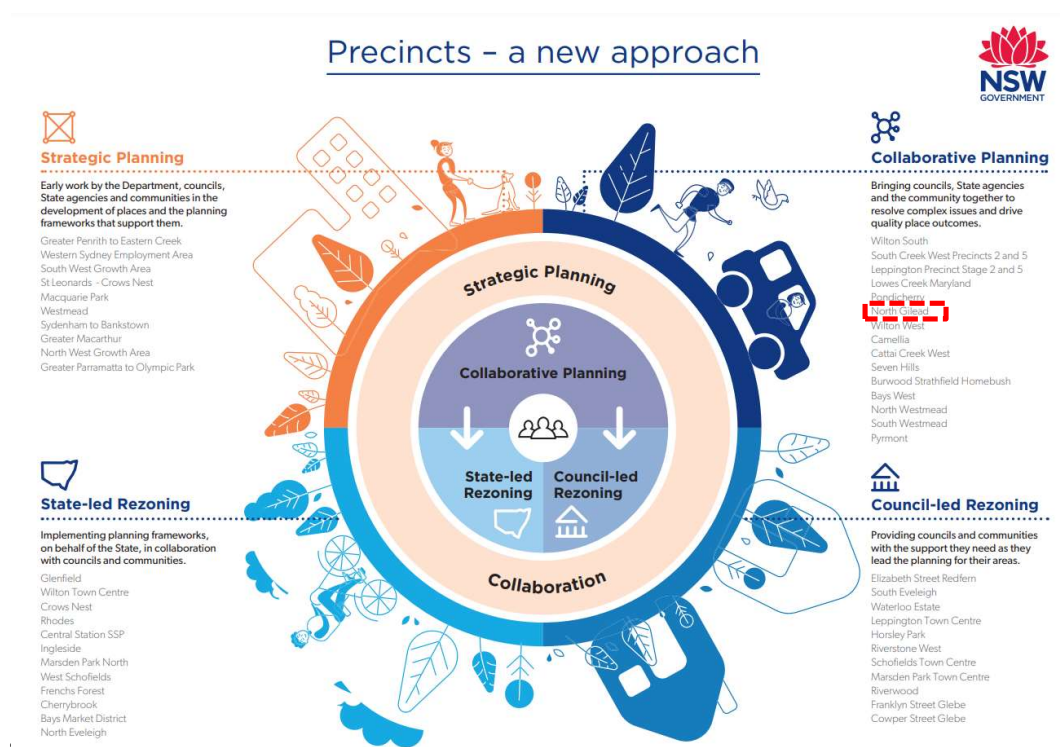 Precincts – a new approach
NSW
GOVERNMENT
Strategic Planning
Early work by the Department, councils,
State agencies and communities in the
development of places and the planning
frameworks that support them.
Greater Penrith to Eastern Creek
Western Sydney Employment Area
South West Growth Area
St Leonards - Crows Nest
Macquarie Park
Westmead
Sydenham to Bankstown
Greater Macarthur
North West Growth Area
Greater Parramatta to Olympic Park
Collaborative Planning
Bringing councils, State agencies
and the community together to
resolve complex issues and drive
quality place outcomes.
Wilton South
South Creek West Precincts 2 and 5
Leppington Precinct Stage 2 and 5
Lowes Creek Maryland
Pondicherry
North Gilead
Wilton West
Camellia
Cattai Creek West
Seven Hills
Burwood Strathfield Homebush
Bays West
North Westmead
South Westmead
Pyrmont
Strategic Planning
Collaborative Planning
State-led
Rezoning
Council-led
Rezoning
Collaboration
State-led Rezoning
Implementing planning frameworks,
on behalf of the State, in collaboration
with councils and communities.
Glenfield
Wilton Town Centre
Crows Nest
Rhodes
Central Station SSP
Ingleside
Marsden Park North
West Schofields
Frenchs Forest
Cherrybrook
Bays Market District
North Eveleigh
Council-led Rezoning
Providing councils and communities
with the support they need as they
lead the planning for their areas.
Elizabeth Street Redfern
South Eveleigh
Waterloo Estate
Leppington Town Centre
Horsley Park
Riverstone West
Schofields Town Centre
Marsden Park Town Centre
Riverwood
Franklyn Street Glebe
Cowper Street Glebe